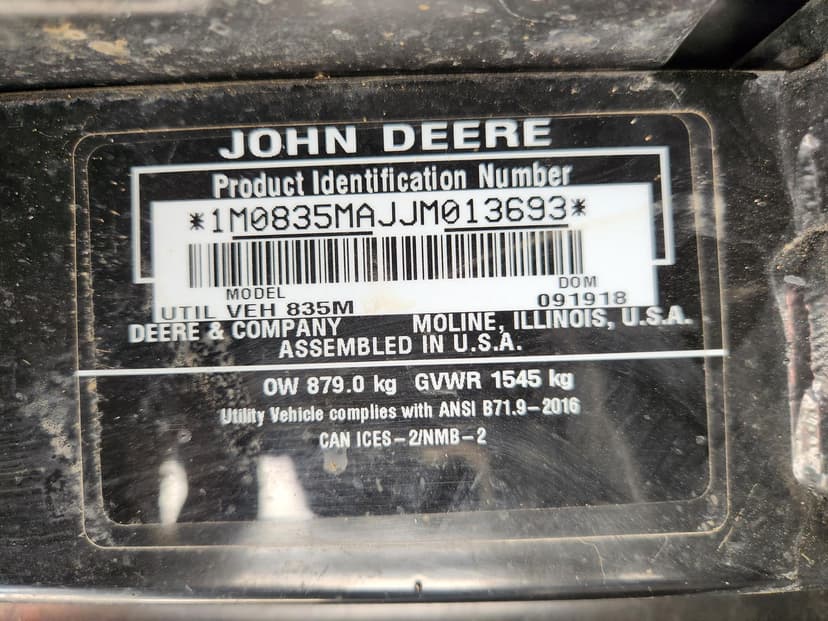 JOHN DEERE
Product Identification Number
*1M0835MAJJM013693*
MODEL DOM
UTIL VEH 835M 091918
DEERE & COMPANY MOLINE, ILLINOIS, U.S.A.
ASSEMBLED IN U.S.A.
OW 879.0 kg GVWR 1545 kg
Utility Vehicle complies with ANSI B71.9-2016
CAN ICES-2/NMB-2